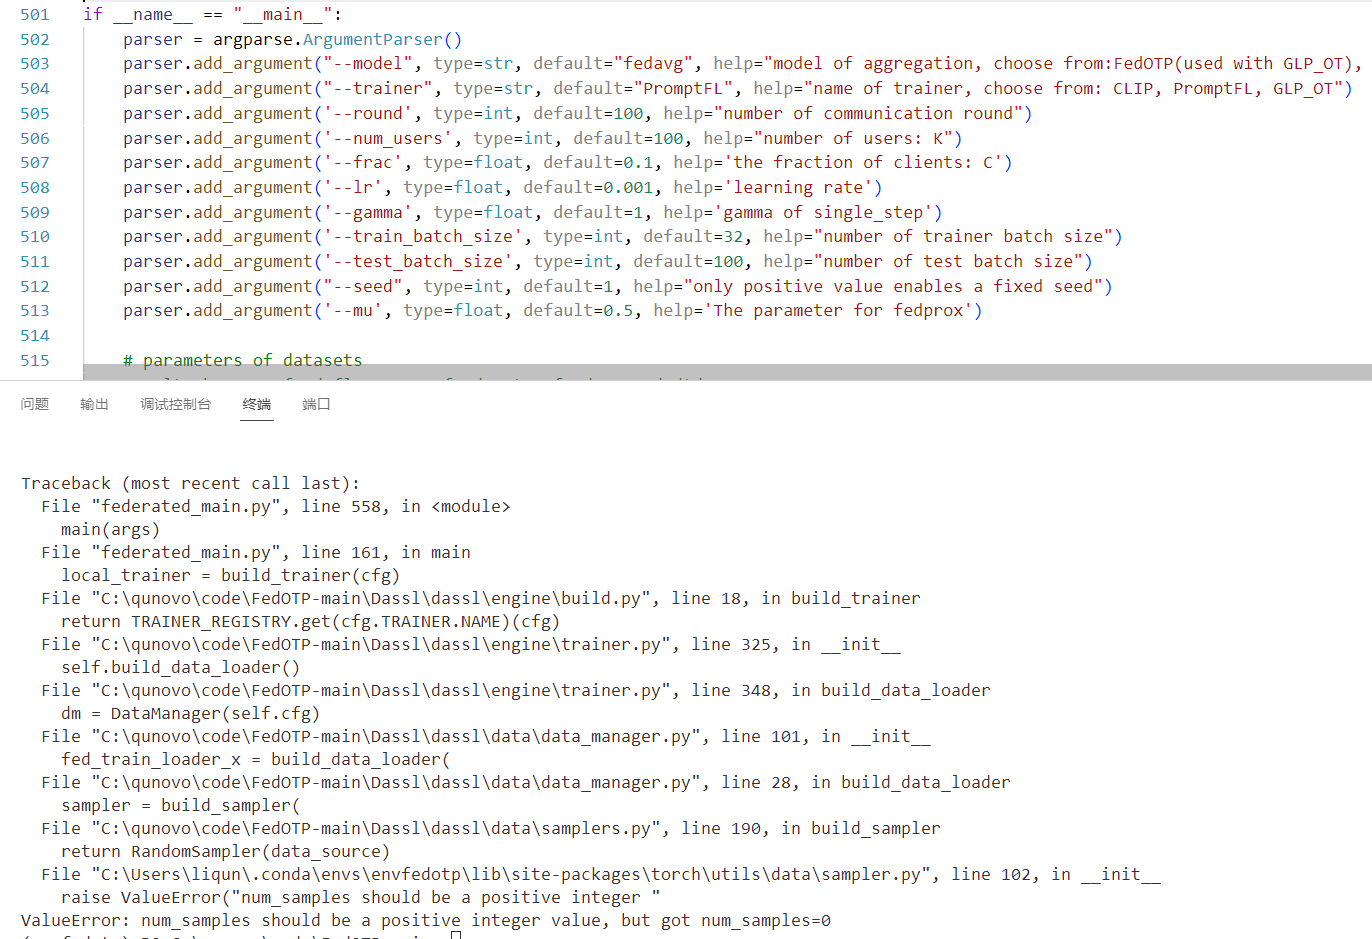 501 if __name__ == "__main__":
502 parser = argparse.ArgumentParser()
503 parser.add_argument("--model", type=str, default="fedavg", help="model of aggregation, choose from:FedOTP(used with GLP_OT),
504 parser.add_argument("--trainer", type=str, default="PromptFL", help="name of trainer, choose from: CLIP, PromptFL, GLP_OT")
505 parser.add_argument('--round', type=int, default=100, help="number of communication round")
506 parser.add_argument('--num_users', type=int, default=100, help="number of users: K")
507 parser.add_argument('--frac', type=float, default=0.1, help='the fraction of clients: C')
508 parser.add_argument('--lr', type=float, default=0.001, help='learning rate')
509 parser.add_argument('--gamma', type=float, default=1, help='gamma of single_step')
510 parser.add_argument('--train_batch_size', type=int, default=32, help="number of trainer batch size")
511 parser.add_argument('--test_batch_size', type=int, default=100, help="number of test batch size")
512 parser.add_argument("--seed", type=int, default=1, help="only positive value enables a fixed seed")
513 parser.add_argument('--mu', type=float, default=0.5, help='The parameter for fedprox')
514
515 # parameters of datasets
问题 输出 调试控制台 终端 端口
Traceback (most recent call last):
File "federated_main.py", line 558, in <module>
main(args)
File "federated_main.py", line 161, in main
local_trainer = build_trainer(cfg)
File "C:\qunovo\code\FedOTP-main\Dassl\dassl\engine\build.py", line 18, in build_trainer
return TRAINER_REGISTRY.get(cfg.TRAINER.NAME)(cfg)
File "C:\qunovo\code\FedOTP-main\Dassl\dassl\engine\trainer.py", line 325, in __init__
self.build_data_loader()
File "C:\qunovo\code\FedOTP-main\Dassl\dassl\engine\trainer.py", line 348, in build_data_loader
dm = DataManager(self.cfg)
File "C:\qunovo\code\FedOTP-main\Dassl\dassl\data\data_manager.py", line 101, in __init__
fed_train_loader_x = build_data_loader(
File "C:\qunovo\code\FedOTP-main\Dassl\dassl\data\data_manager.py", line 28, in build_data_loader
sampler = build_sampler(
File "C:\qunovo\code\FedOTP-main\Dassl\dassl\data\samplers.py", line 190, in build_sampler
return RandomSampler(data_source)
File "C:\Users\liqun\.conda\envs\envfedotp\lib\site-packages\torch\utils\data\sampler.py", line 102, in __init__
raise ValueError("num_samples should be a positive integer "
ValueError: num_samples should be a positive integer value, but got num_samples=0